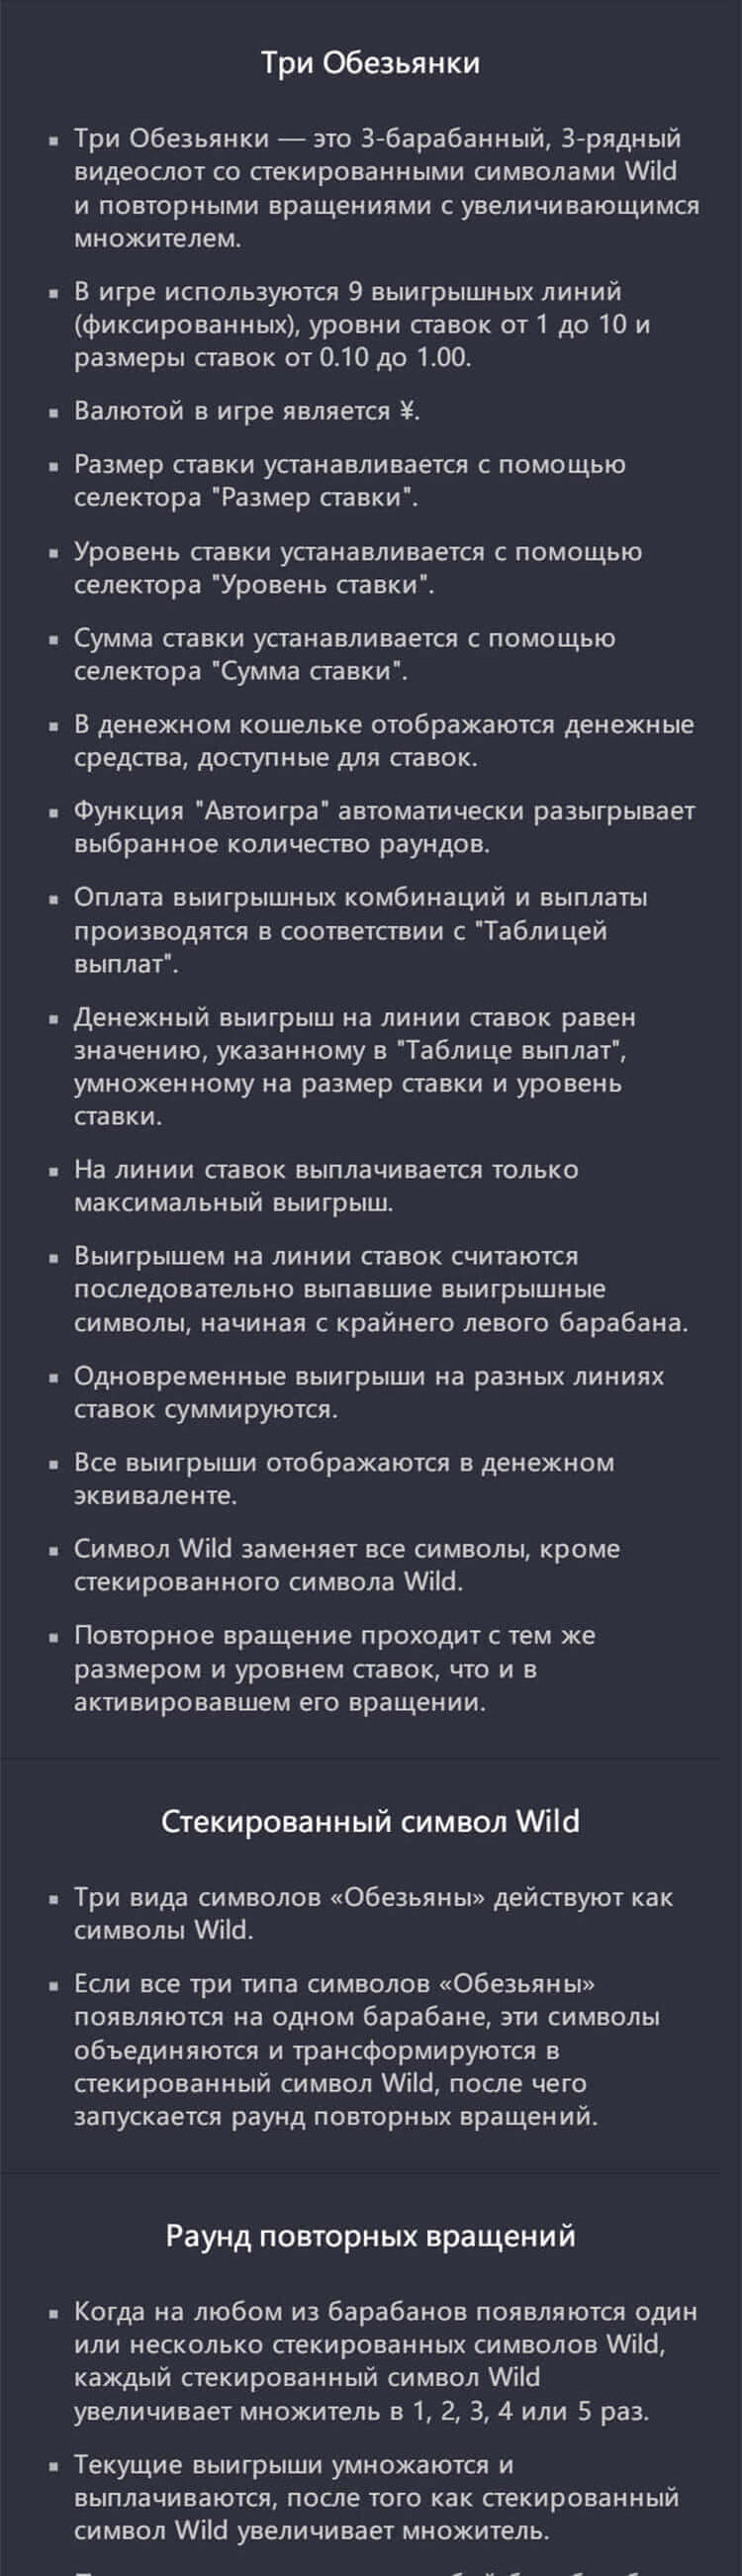 Три Обезьянки
▪ Три Обезьянки — это 3-барабанный, 3-рядный
видеослот со стекированными символами Wild
и повторными вращениями с увеличивающимся
множителем.
▪ В игре используются 9 выигрышных линий
(фиксированных), уровни ставок от 1 до 10 и
размеры ставок от 0.10 до 1.00.
▪ Валютой в игре является ¥.
▪ Размер ставки устанавливается с помощью
селектора "Размер ставки".
▪ Уровень ставки устанавливается с помощью
селектора "Уровень ставки".
▪ Сумма ставки устанавливается с помощью
селектора "Сумма ставки".
▪ В денежном кошельке отображаются денежные
средства, доступные для ставок.
▪ Функция "Автоигра" автоматически разыгрывает
выбранное количество раундов.
▪ Оплата выигрышных комбинаций и выплаты
производятся в соответствии с "Таблицей
выплат".
▪ Денежный выигрыш на линии ставок равен
значению, указанному в "Таблице выплат",
умноженному на размер ставки и уровень
ставки.
▪ На линии ставок выплачивается только
максимальный выигрыш.
▪ Выигрышем на линии ставок считаются
последовательно выпавшие выигрышные
символы, начиная с крайнего левого барабана.
▪ Одновременные выигрыши на разных линиях
ставок суммируются.
▪ Все выигрыши отображаются в денежном
эквиваленте.
▪ Символ Wild заменяет все символы, кроме
стекированного символа Wild.
▪ Повторное вращение проходит с тем же
размером и уровнем ставок, что и в
активировавшем его вращении.
Стекированный символ Wild
▪ Три вида символов «Обезьяны» действуют как
символы Wild.
▪ Если все три типа символов «Обезьяны»
появляются на одном барабане, эти символы
объединяются и трансформируются в
стекированный символ Wild, после чего
запускается раунд повторных вращений.
Раунд повторных вращений
▪ Когда на любом из барабанов появляются один
или несколько стекированных символов Wild,
каждый стекированный символ Wild
увеличивает множитель в 1, 2, 3, 4 или 5 раз.
▪ Текущие выигрыши умножаются и
выплачиваются, после того как стекированный
символ Wild увеличивает множитель.